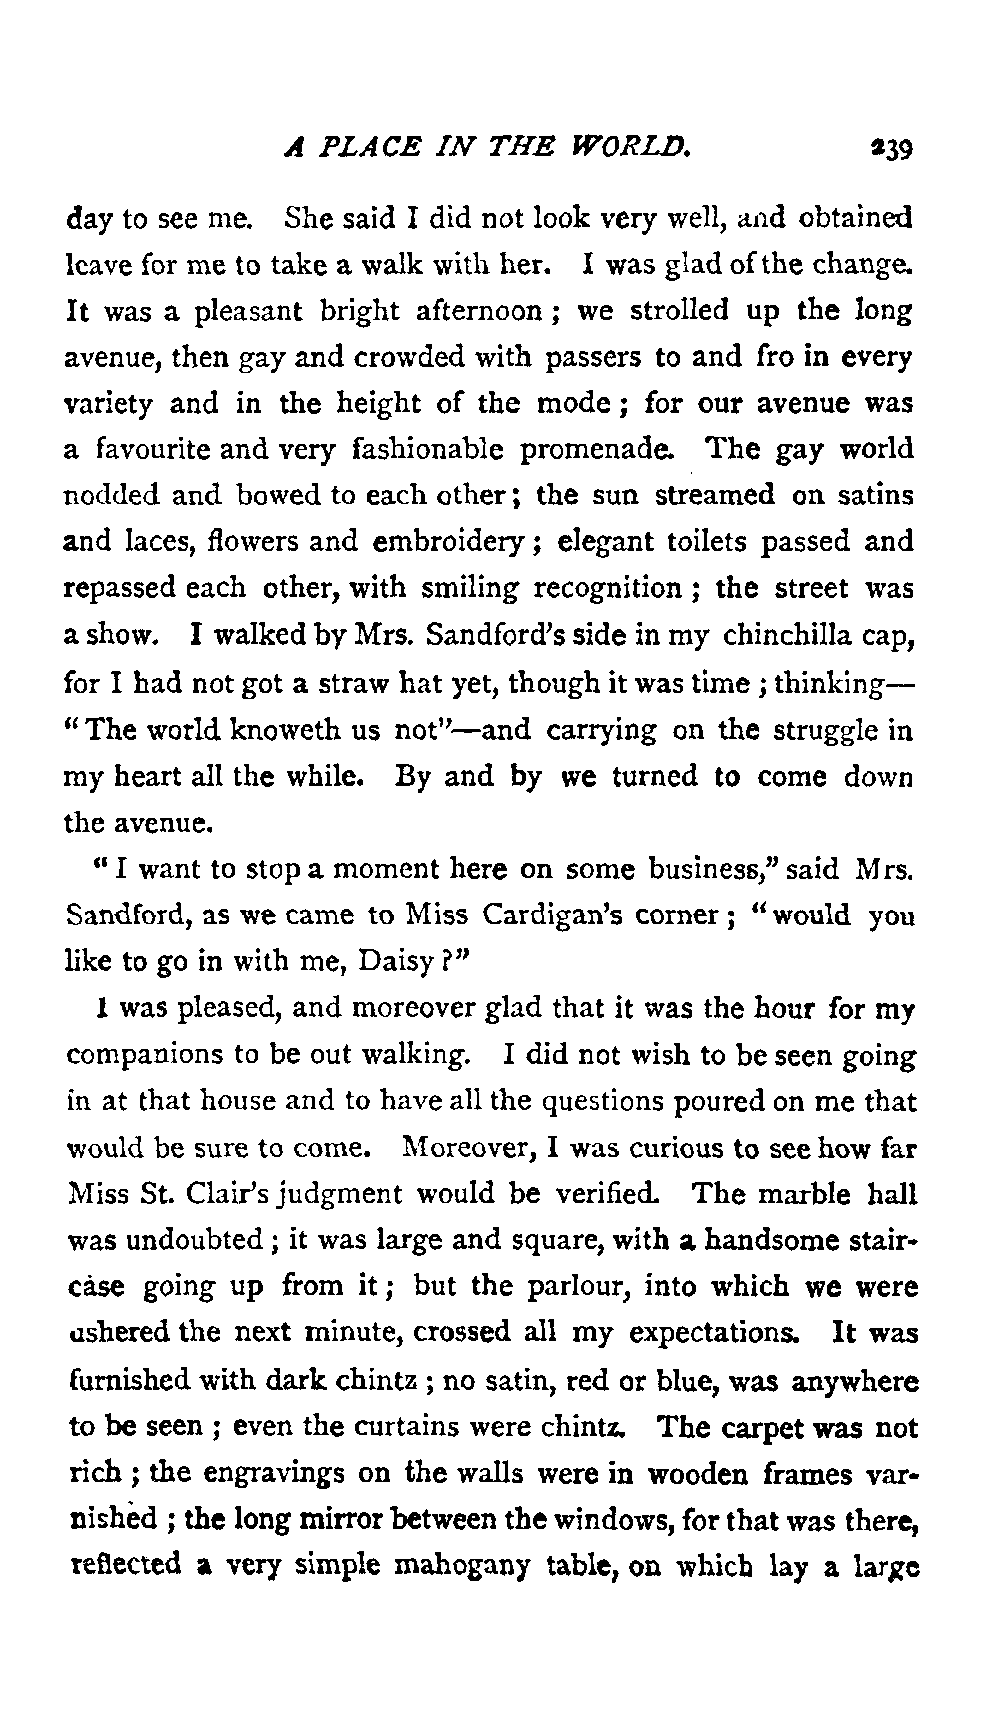 A PLACE IN THE WORLD. 239
day to see me. She said I did not look very well, and obtained
leave for me to take a walk with her. I was glad of the change.
It was a pleasant bright afternoon ; we strolled up the long
avenue, then gay and crowded with passers to and fro in every
variety and in the height of the mode ; for our avenue was
a favourite and very fashionable promenade. The gay world
nodded and bowed to each other ; the sun streamed on satins
and laces, flowers and embroidery ; elegant toilets passed and
repassed each other, with smiling recognition ; the street was
a show. I walked by Mrs. Sandford's side in my chinchilla cap,
for I had not got a straw hat yet, though it was time ; thinking—
"The world knoweth us not"—and carrying on the struggle in
my heart all the while. By and by we turned to come down
the avenue.
"I want to stop a moment here on some business," said Mrs.
Sandford, as we came to Miss Cardigan's corner ; "would you
like to go in with me, Daisy ?"
I was pleased, and moreover glad that it was the hour for my
companions to be out walking. I did not wish to be seen going
in at that house and to have all the questions poured on me that
would be sure to come. Moreover, I was curious to see how far
Miss St. Clair's judgment would be verified. The marble hall
was undoubted ; it was large and square, with a handsome stair-
case going up from it ; but the parlour, into which we were
ushered the next minute, crossed all my expectations. It was
furnished with dark chintz ; no satin, red or blue, was anywhere
to be seen ; even the curtains were chintz. The carpet was not
rich ; the engravings on the walls were in wooden frames var-
nished ; the long mirror between the windows, for that was there,
reflected a very simple mahogany table, on which lay a large